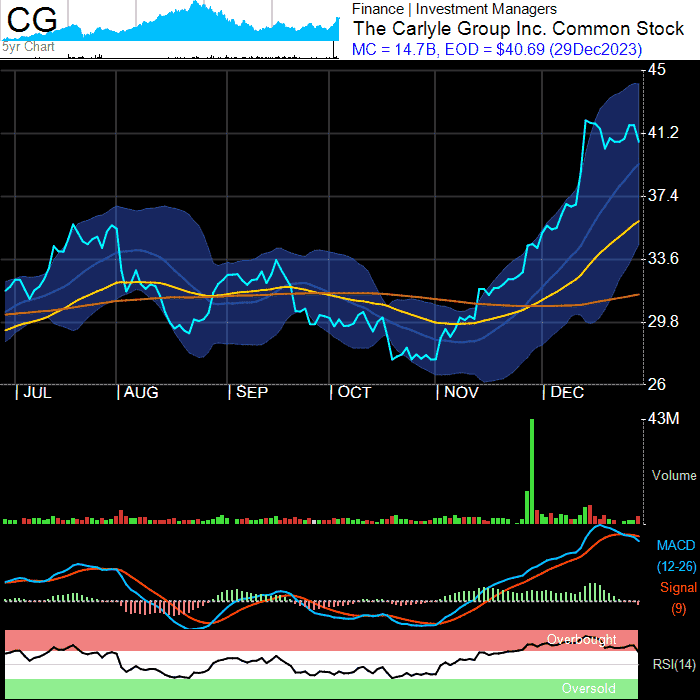 CG
5yr Chart
Finance | Investment Managers
The Carlyle Group Inc. Common Stock
MC = 14.7B, EOD = $40.69 (29Dec2023)
45
41.2
37.4
33.6
29.8
26
JUL AUG SEP OCT NOV DEC
43M
Volume
MACD
(12-26)
Signal
(9)
Overbought
RSI(14)
Oversold